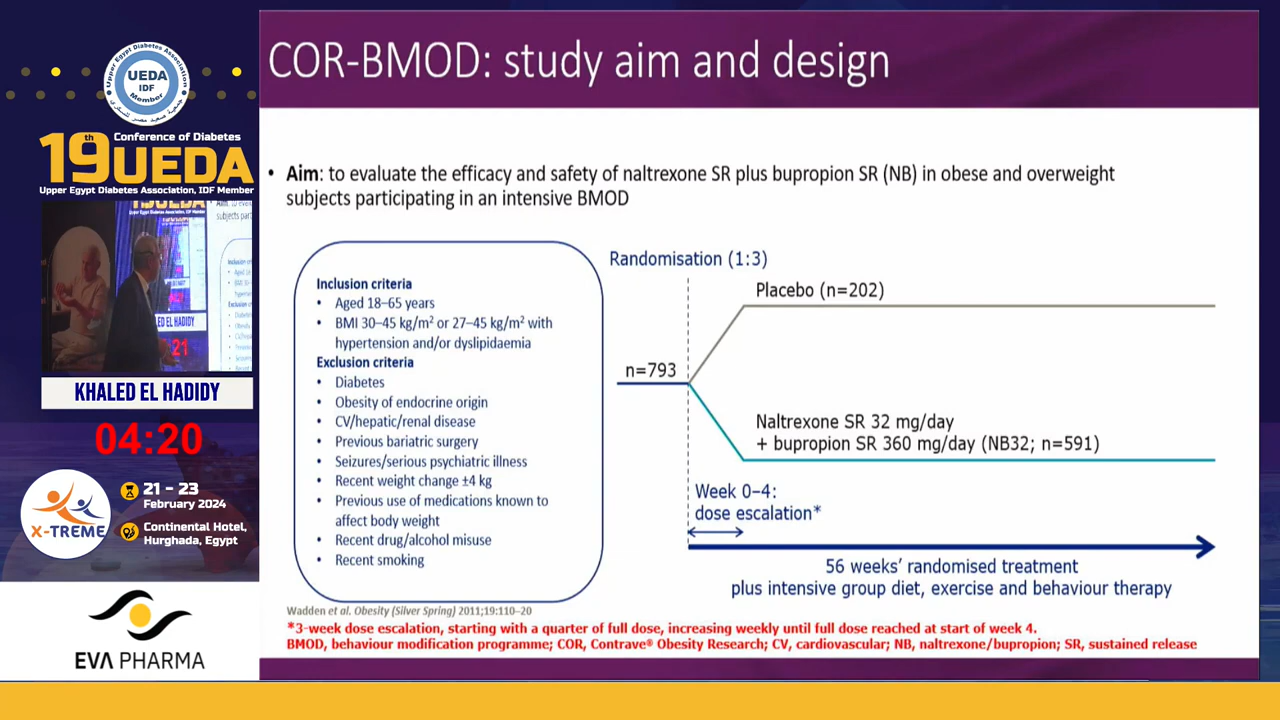 COR-BMOD: study aim and design
• Aim: to evaluate the efficacy and safety of naltrexone SR plus bupropion SR (NB) in obese and overweight
subjects participating in an intensive BMOD
Inclusion criteria
• Aged 18–65 years
• BMI 30–45 kg/m² or 27–45 kg/m² with
hypertension and/or dyslipidaemia
Exclusion criteria
• Diabetes
• Obesity of endocrine origin
• CV/hepatic/renal disease
• Previous bariatric surgery
• Seizures/serious psychiatric illness
• Recent weight change ±4 kg
• Previous use of medications known to
affect body weight
• Recent drug/alcohol misuse
• Recent smoking
Randomisation (1:3)
Placebo (n=202)
n=793
Naltrexone SR 32 mg/day
+ bupropion SR 360 mg/day (NB32; n=591)
Week 0–4:
dose escalation*
56 weeks’ randomised treatment
plus intensive group diet, exercise and behaviour therapy
Wadden et al. Obesity (Silver Spring) 2011;19:110–20
*3-week dose escalation, starting with a quarter of full dose, increasing weekly until full dose reached at start of week 4.
BMOD, behaviour modification programme; COR, Contrave® Obesity Research; CV, cardiovascular; NB, naltrexone/bupropion; SR, sustained release
Upper Egypt Diabetes Association
UEDA
IDF
Member
19th
Conference of Diabetes
UEDA
Upper Egypt Diabetes Association, IDF Member
KHALED EL HADIDY
04:20
X-TREME
21 - 23
February 2024
Continental Hotel,
Hurghada, Egypt
EVA PHARMA